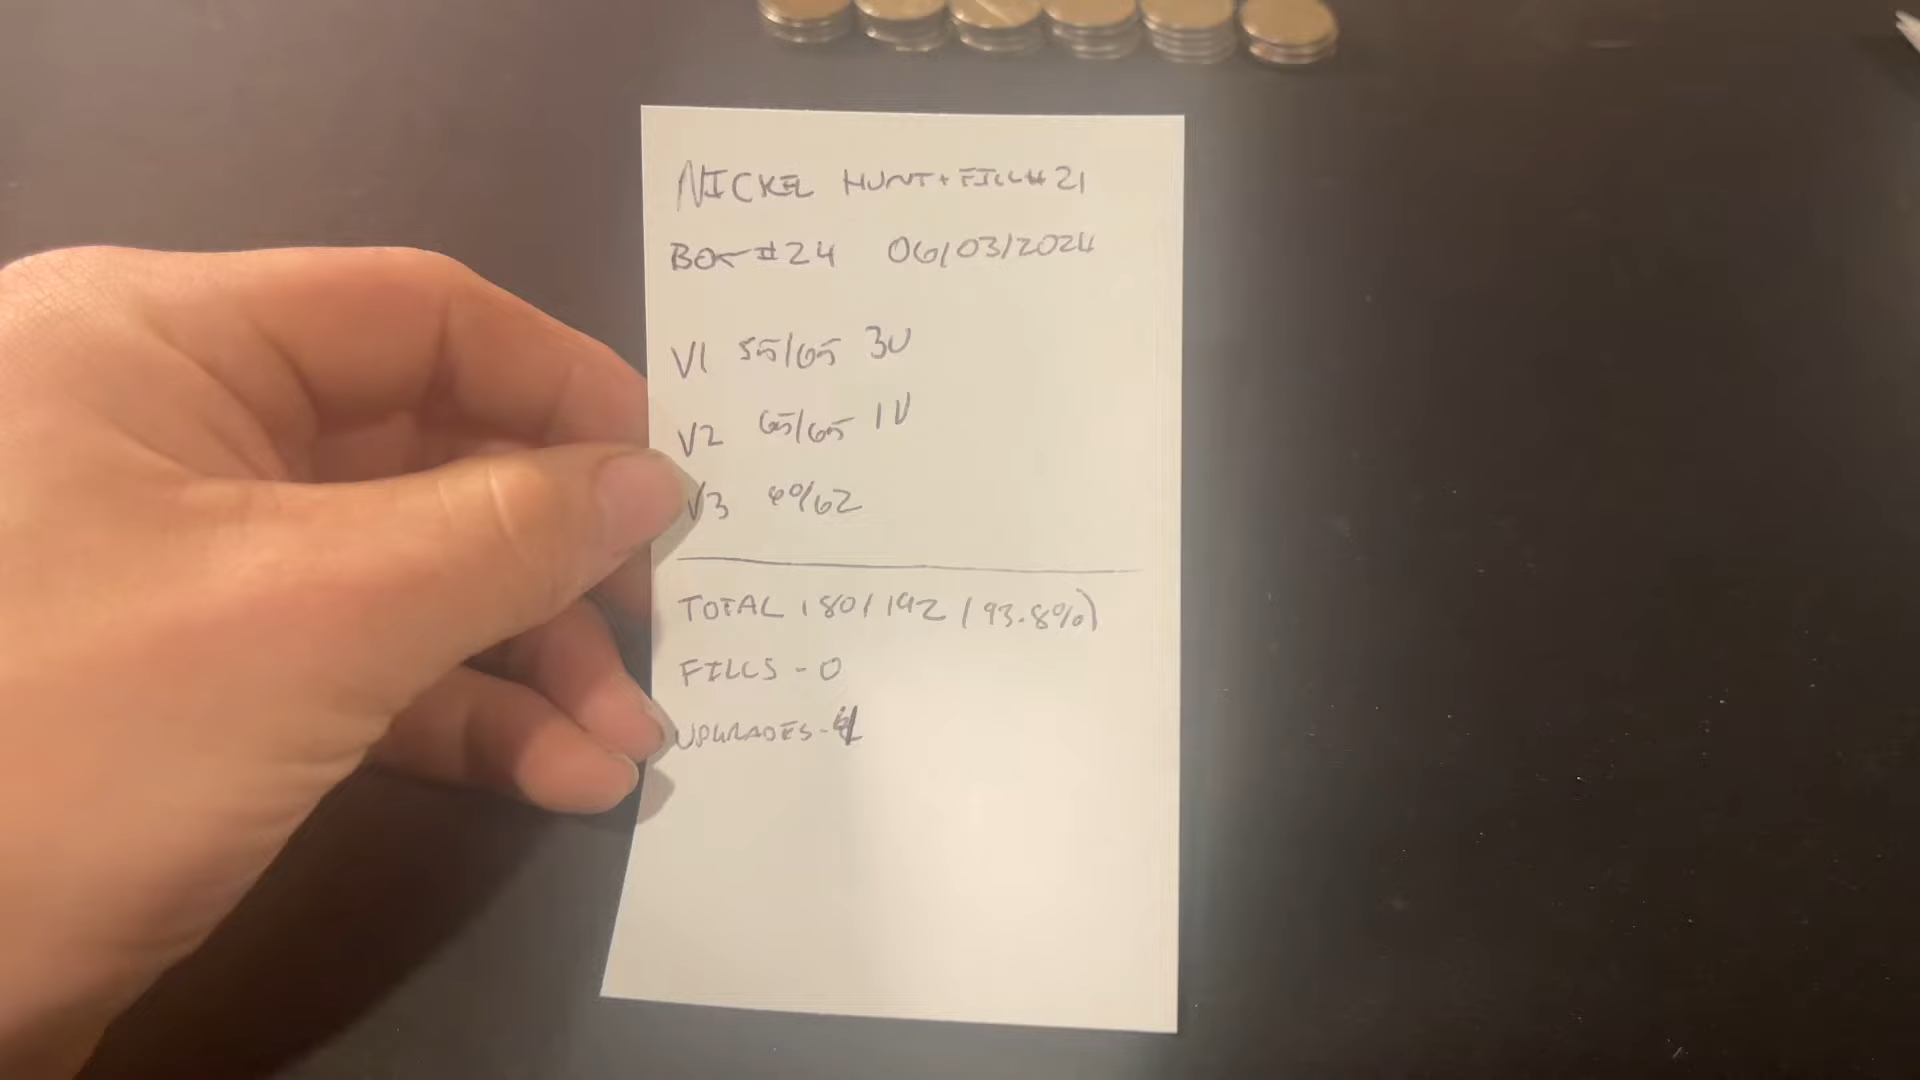 NICKEL HUNT + FILL # 21
BOX #24 06/03/2024
V1 55/65 3U
V2 65/65 1U
V3 60/62
TOTAL 180/192 (93.8%)
FILLS - 0
UPGRADES - 4